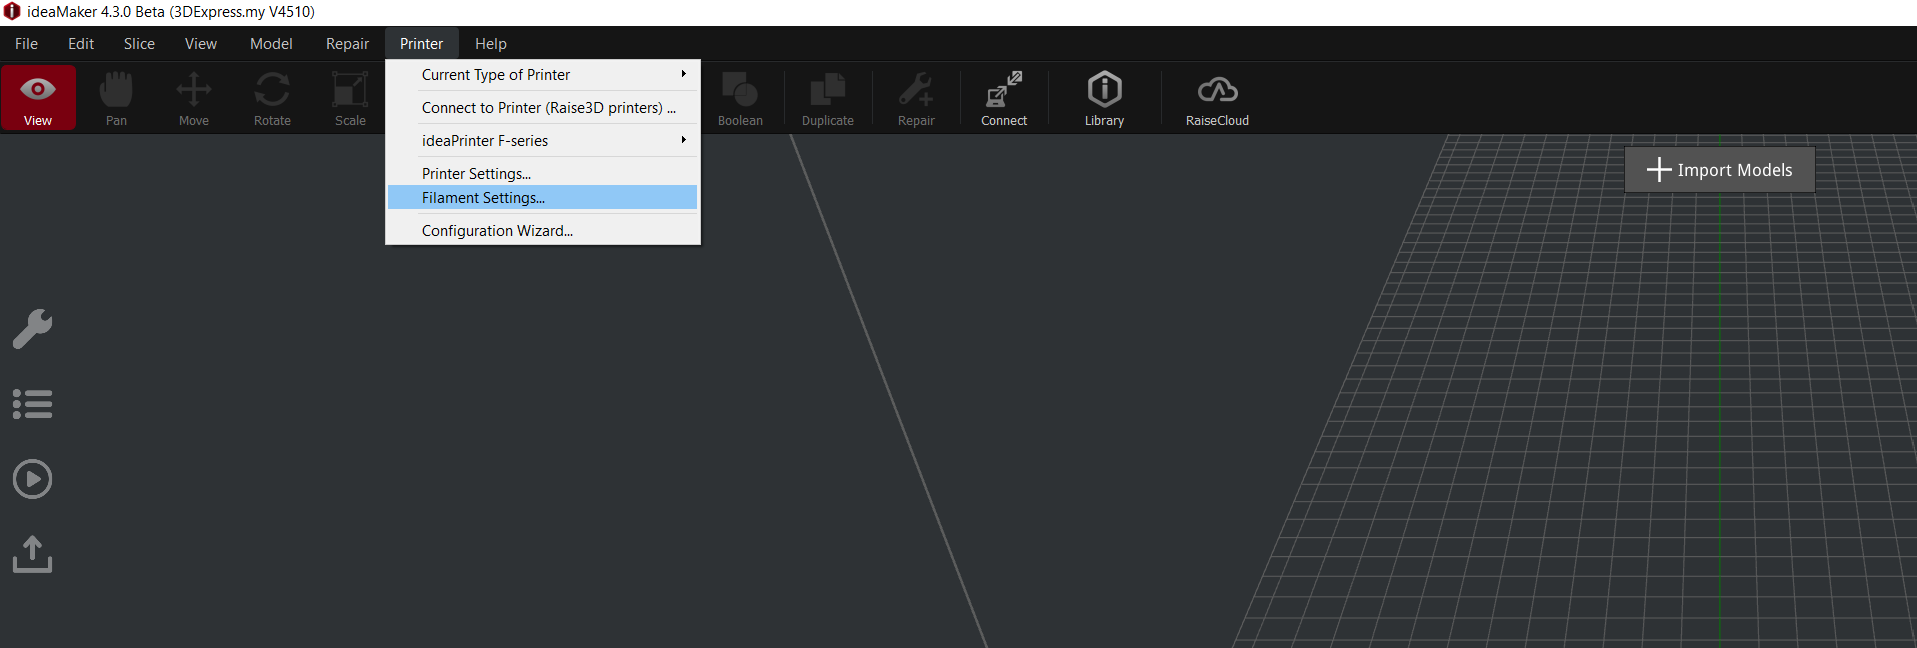 ideaMaker 4.3.0 Beta (3DExpress.my V4510)
File Edit Slice View Model Repair Printer Help
View Pan Move Rotate Scale Boolean Duplicate Repair Connect Library RaiseCloud
Current Type of Printer
Connect to Printer (Raise3D printers) ...
ideaPrinter F-series
Printer Settings...
Filament Settings...
Configuration Wizard...
Import Models